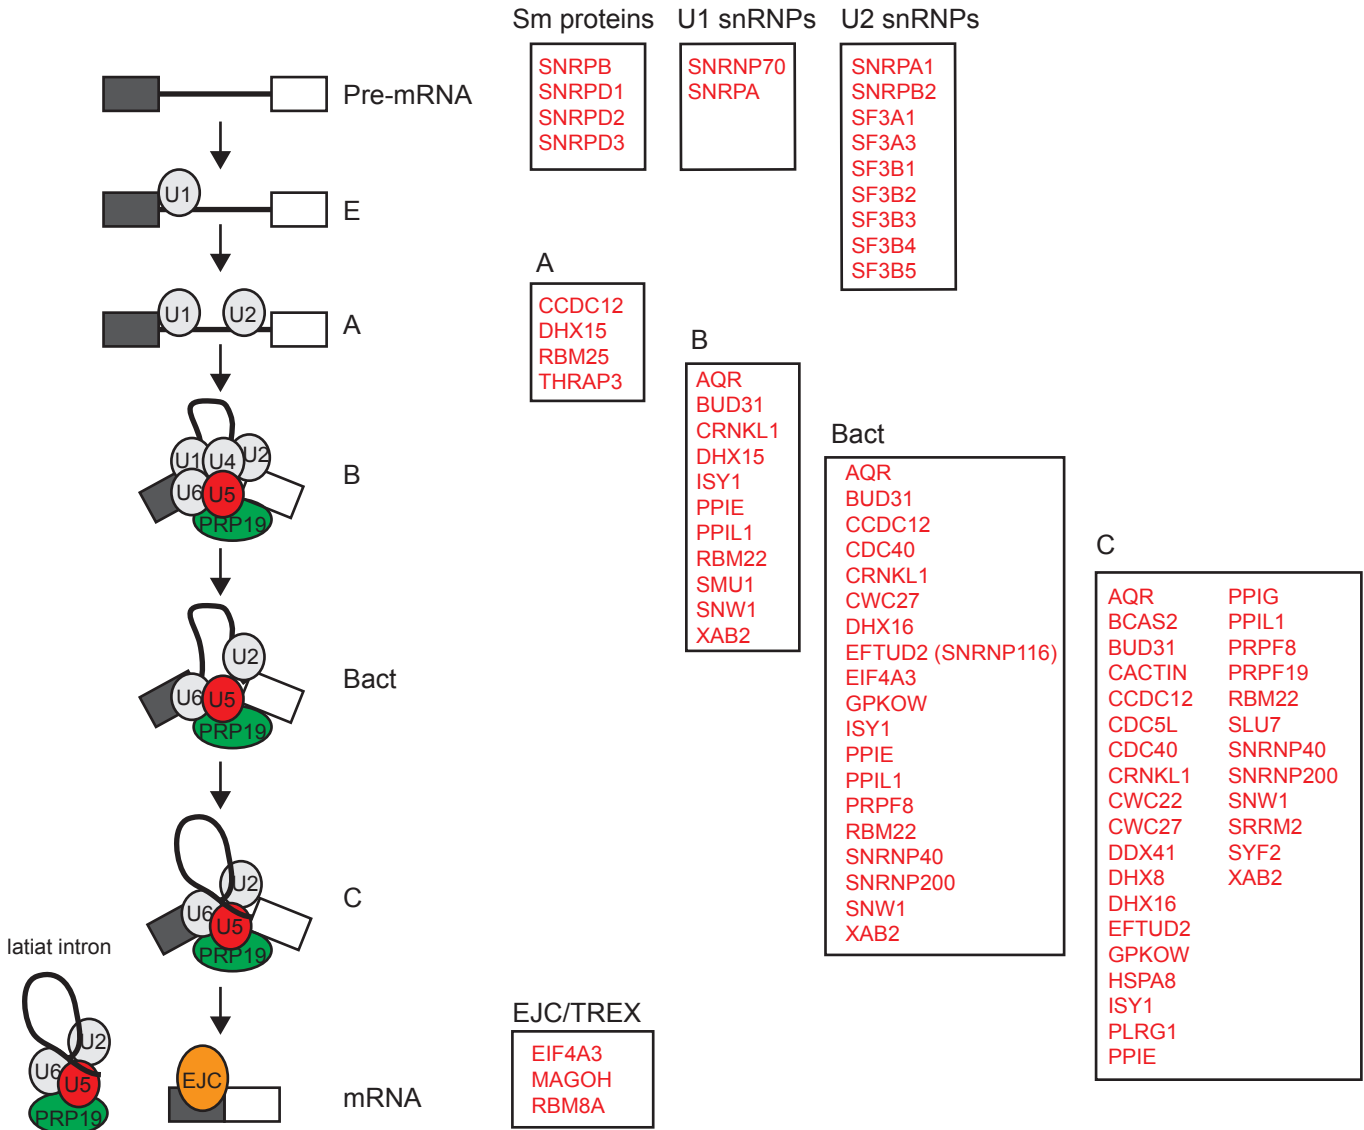 Sm proteins
SNRPB
SNRPD1
SNRPD2
SNRPD3
U1 snRNPs
SNRNP70
SNRPA
U2 snRNPs
SNRPA1
SNRPB2
SF3A1
SF3A3
SF3B1
SF3B2
SF3B3
SF3B4
SF3B5
Pre-mRNA
U1
E
U1
U2
A
U1
U4
U2
U6
U5
PRP19
B
U2
U6
U5
PRP19
Bact
U2
U6
U5
PRP19
C
latiat intron
U2
U6
U5
PRP19
EJC
mRNA
A
CCDC12
DHX15
RBM25
THRAP3
B
AQR
BUD31
CRNKL1
DHX15
ISY1
PPIE
PPIL1
RBM22
SMU1
SNW1
XAB2
Bact
AQR
BUD31
CCDC12
CDC40
CRNKL1
CWC27
DHX16
EFTUD2 (SNRNP116)
EIF4A3
GPKOW
ISY1
PPIE
PPIL1
PRPF8
RBM22
SNRNP40
SNRNP200
SNW1
XAB2
C
AQR
BCAS2
BUD31
CACTIN
CCDC12
CDC5L
CDC40
CRNKL1
CWC22
CWC27
DDX41
DHX8
DHX16
EFTUD2
GPKOW
HSPA8
ISY1
PLRG1
PPIE
PPIG
PPIL1
PRPF8
PRPF19
RBM22
SLU7
SNRNP40
SNRNP200
SNW1
SRRM2
SYF2
XAB2
EJC/TREX
EIF4A3
MAGOH
RBM8A